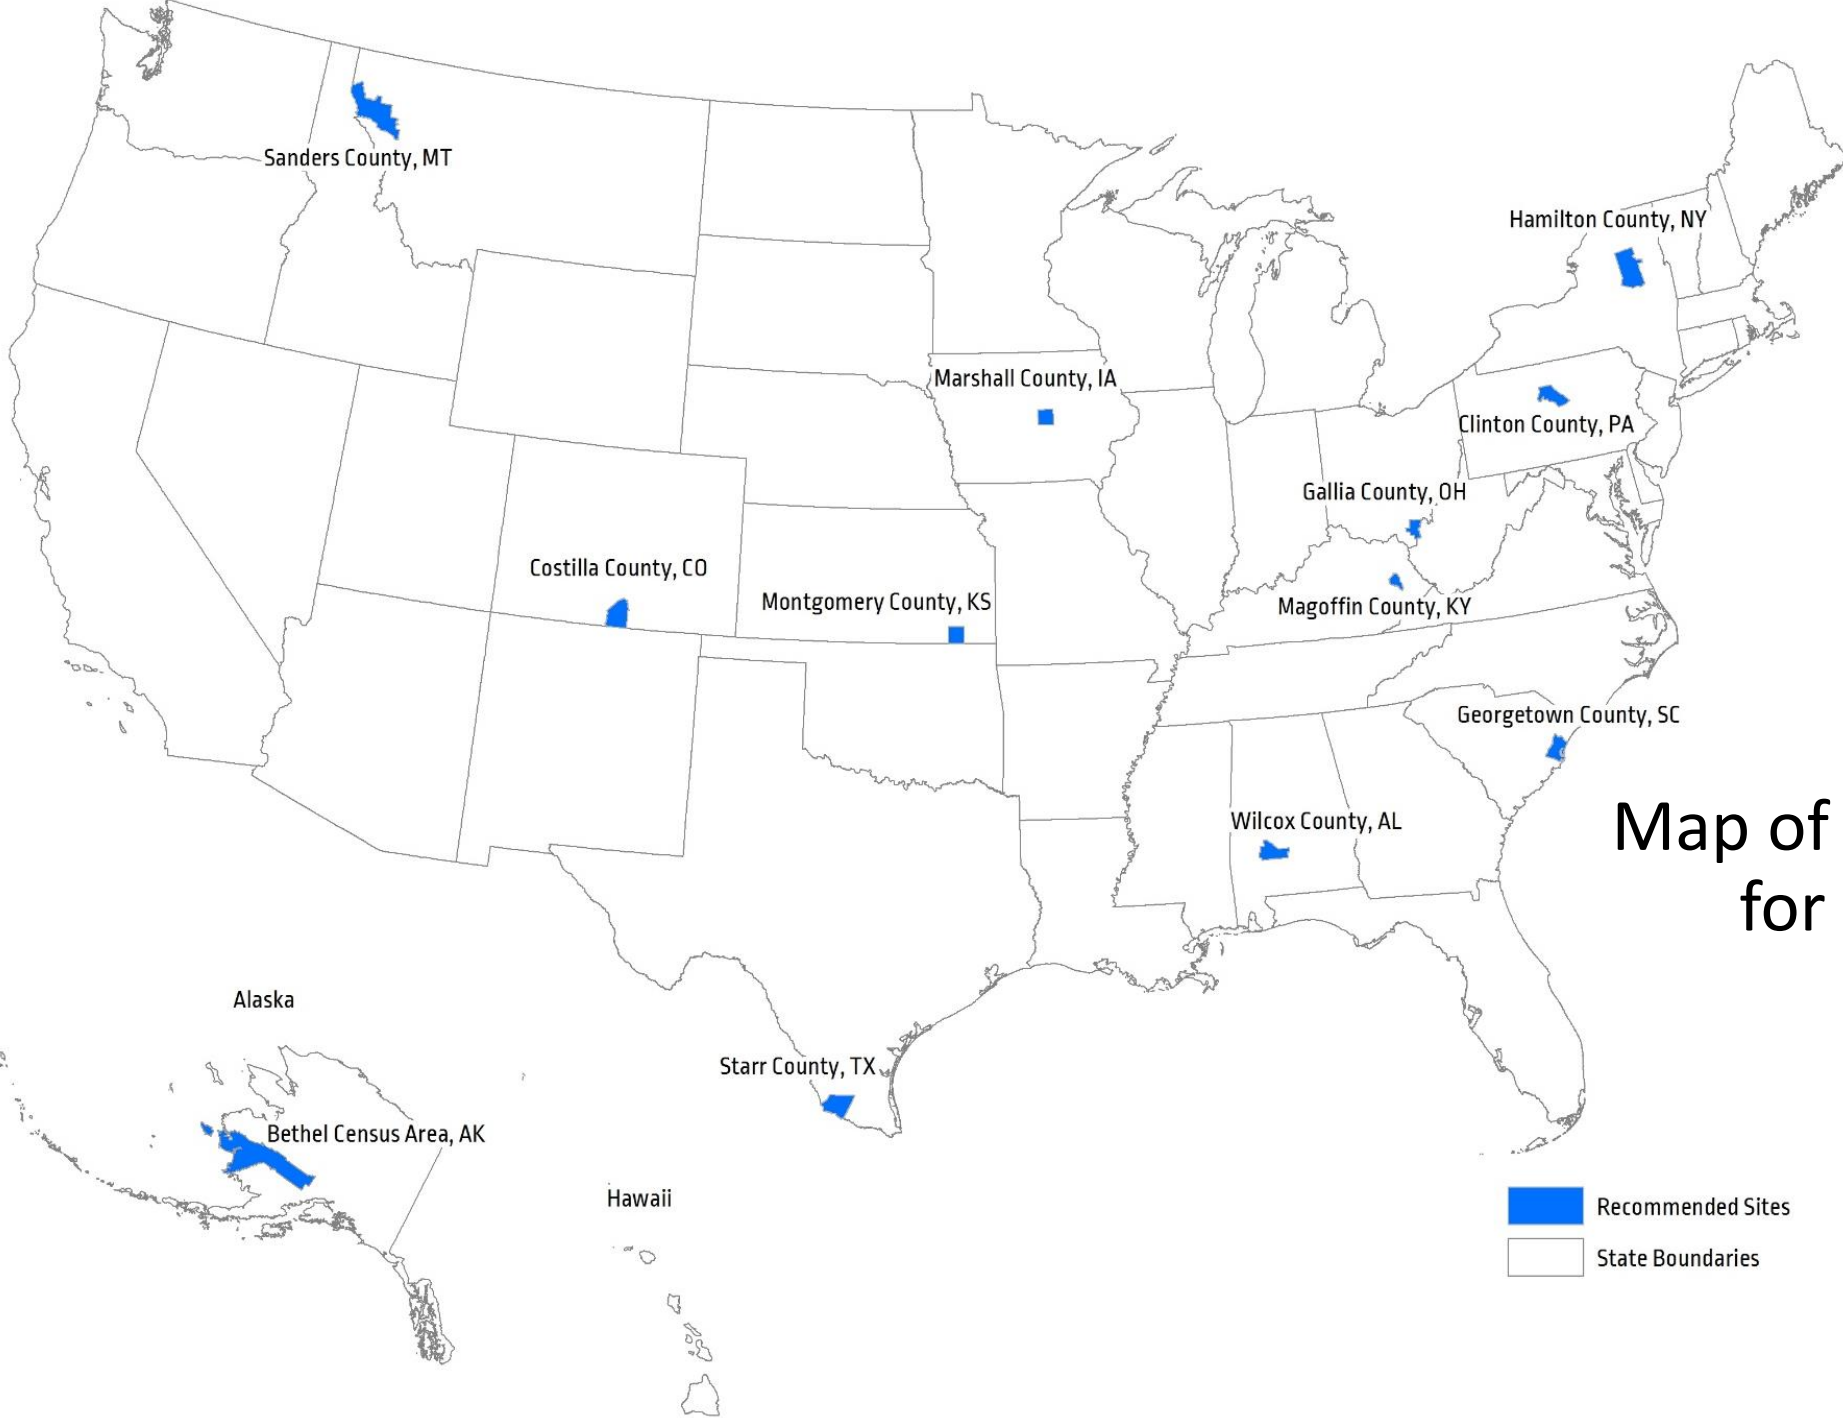 Sanders County, MT
Hamilton County, NY
Marshall County, IA
Clinton County, PA
Gallia County, OH
Costilla County, CO
Montgomery County, KS
Magoffin County, KY
Georgetown County, SC
Wilcox County, AL
Map of
for
Alaska
Starr County, TX
Bethel Census Area, AK
Hawaii
Recommended Sites
State Boundaries